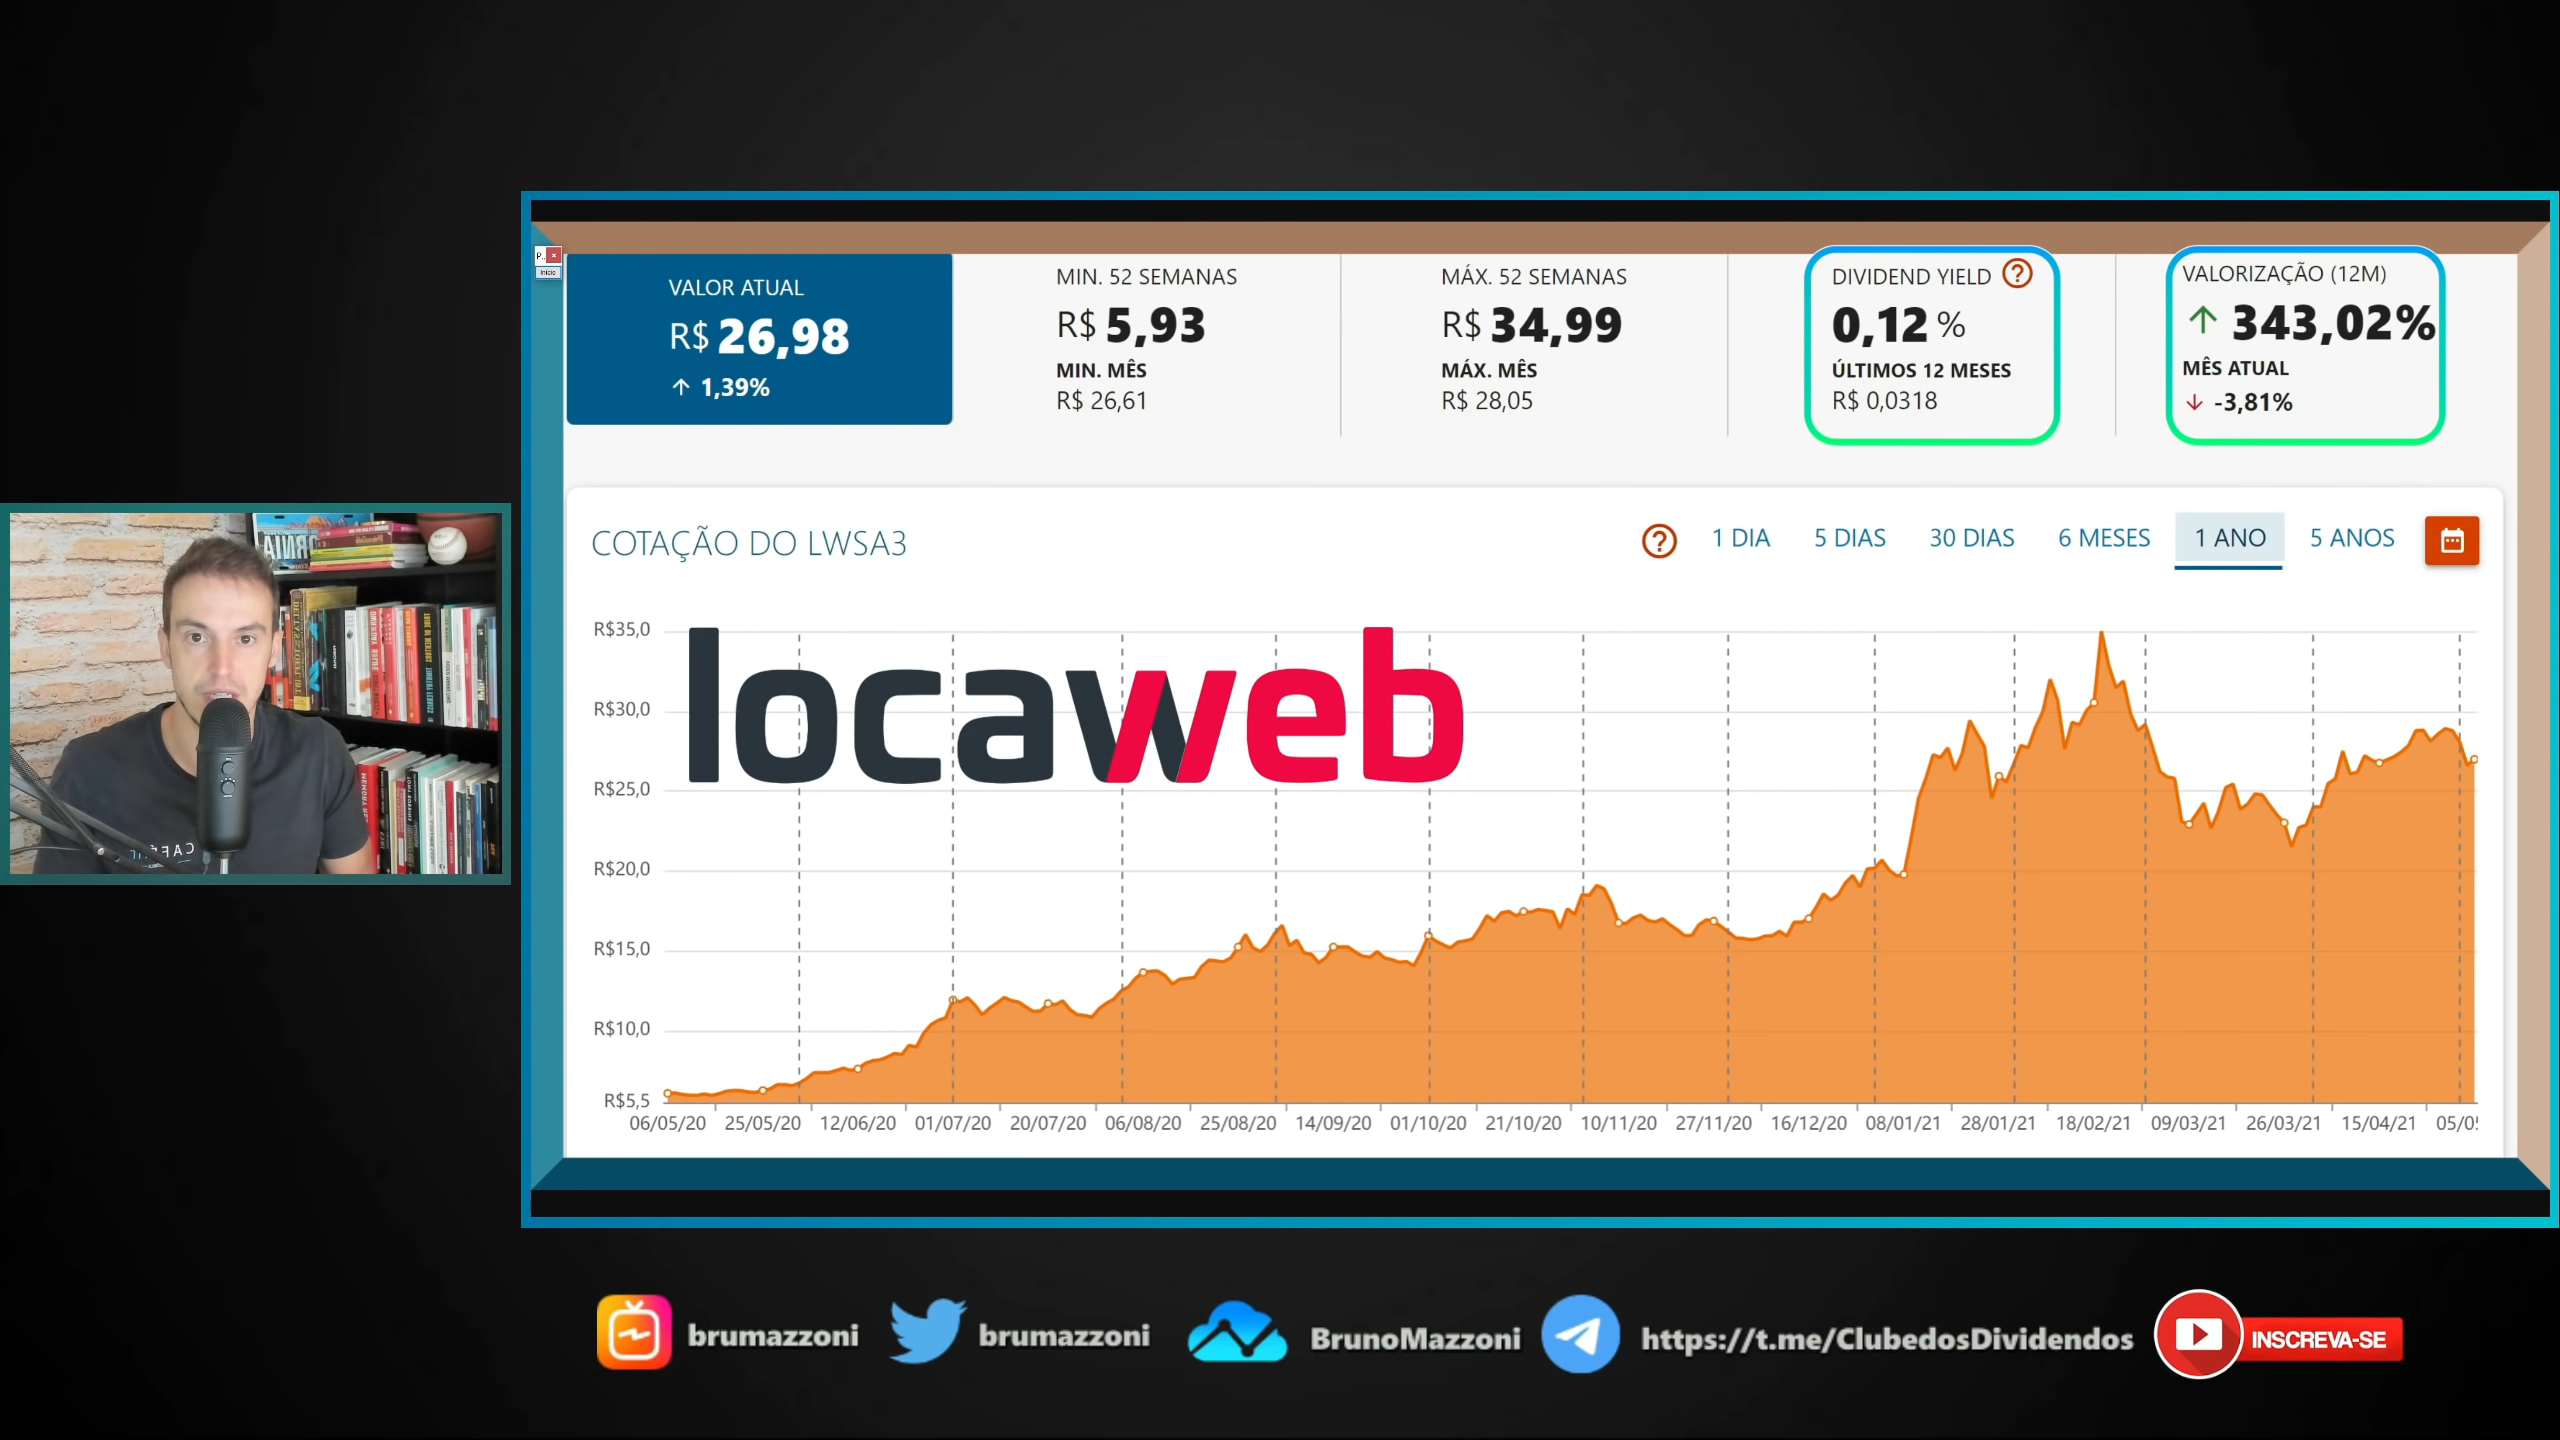 P..
Início
VALOR ATUAL
R$ 26,98
↑ 1,39%
MIN. 52 SEMANAS
R$ 5,93
MIN. MÊS
R$ 26,61
MÁX. 52 SEMANAS
R$ 34,99
MÁX. MÊS
R$ 28,05
DIVIDEND YIELD ?
0,12 %
ÚLTIMOS 12 MESES
R$ 0,0318
VALORIZAÇÃO (12M)
↑ 343,02%
MÊS ATUAL
↓ -3,81%
COTAÇÃO DO LWSA3
? 1 DIA 5 DIAS 30 DIAS 6 MESES 1 ANO 5 ANOS
locaweb
R$35,0
R$30,0
R$25,0
R$20,0
R$15,0
R$10,0
R$5,5
06/05/20 25/05/20 12/06/20 01/07/20 20/07/20 06/08/20 25/08/20 14/09/20 01/10/20 21/10/20 10/11/20 27/11/20 16/12/20 08/01/21 28/01/21 18/02/21 09/03/21 26/03/21 15/04/21 05/05
brumazzoni brumazzoni BrunoMazzoni https://t.me/ClubedosDividendos INSCREVA-SE